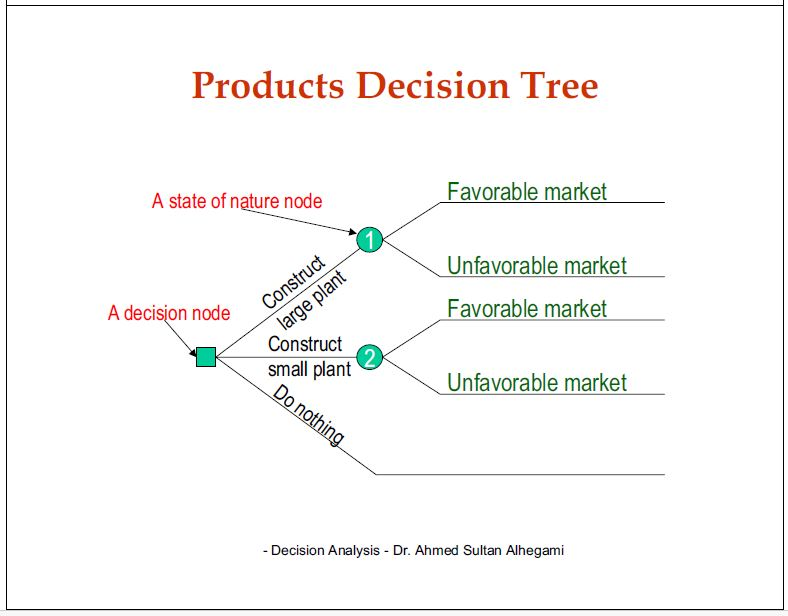 Products Decision Tree
A state of nature node
Favorable market
1
Unfavorable market
Construct
large plant
A decision node
Favorable market
Construct
2
small plant
Unfavorable market
Do nothing
- Decision Analysis - Dr. Ahmed Sultan Alhegami